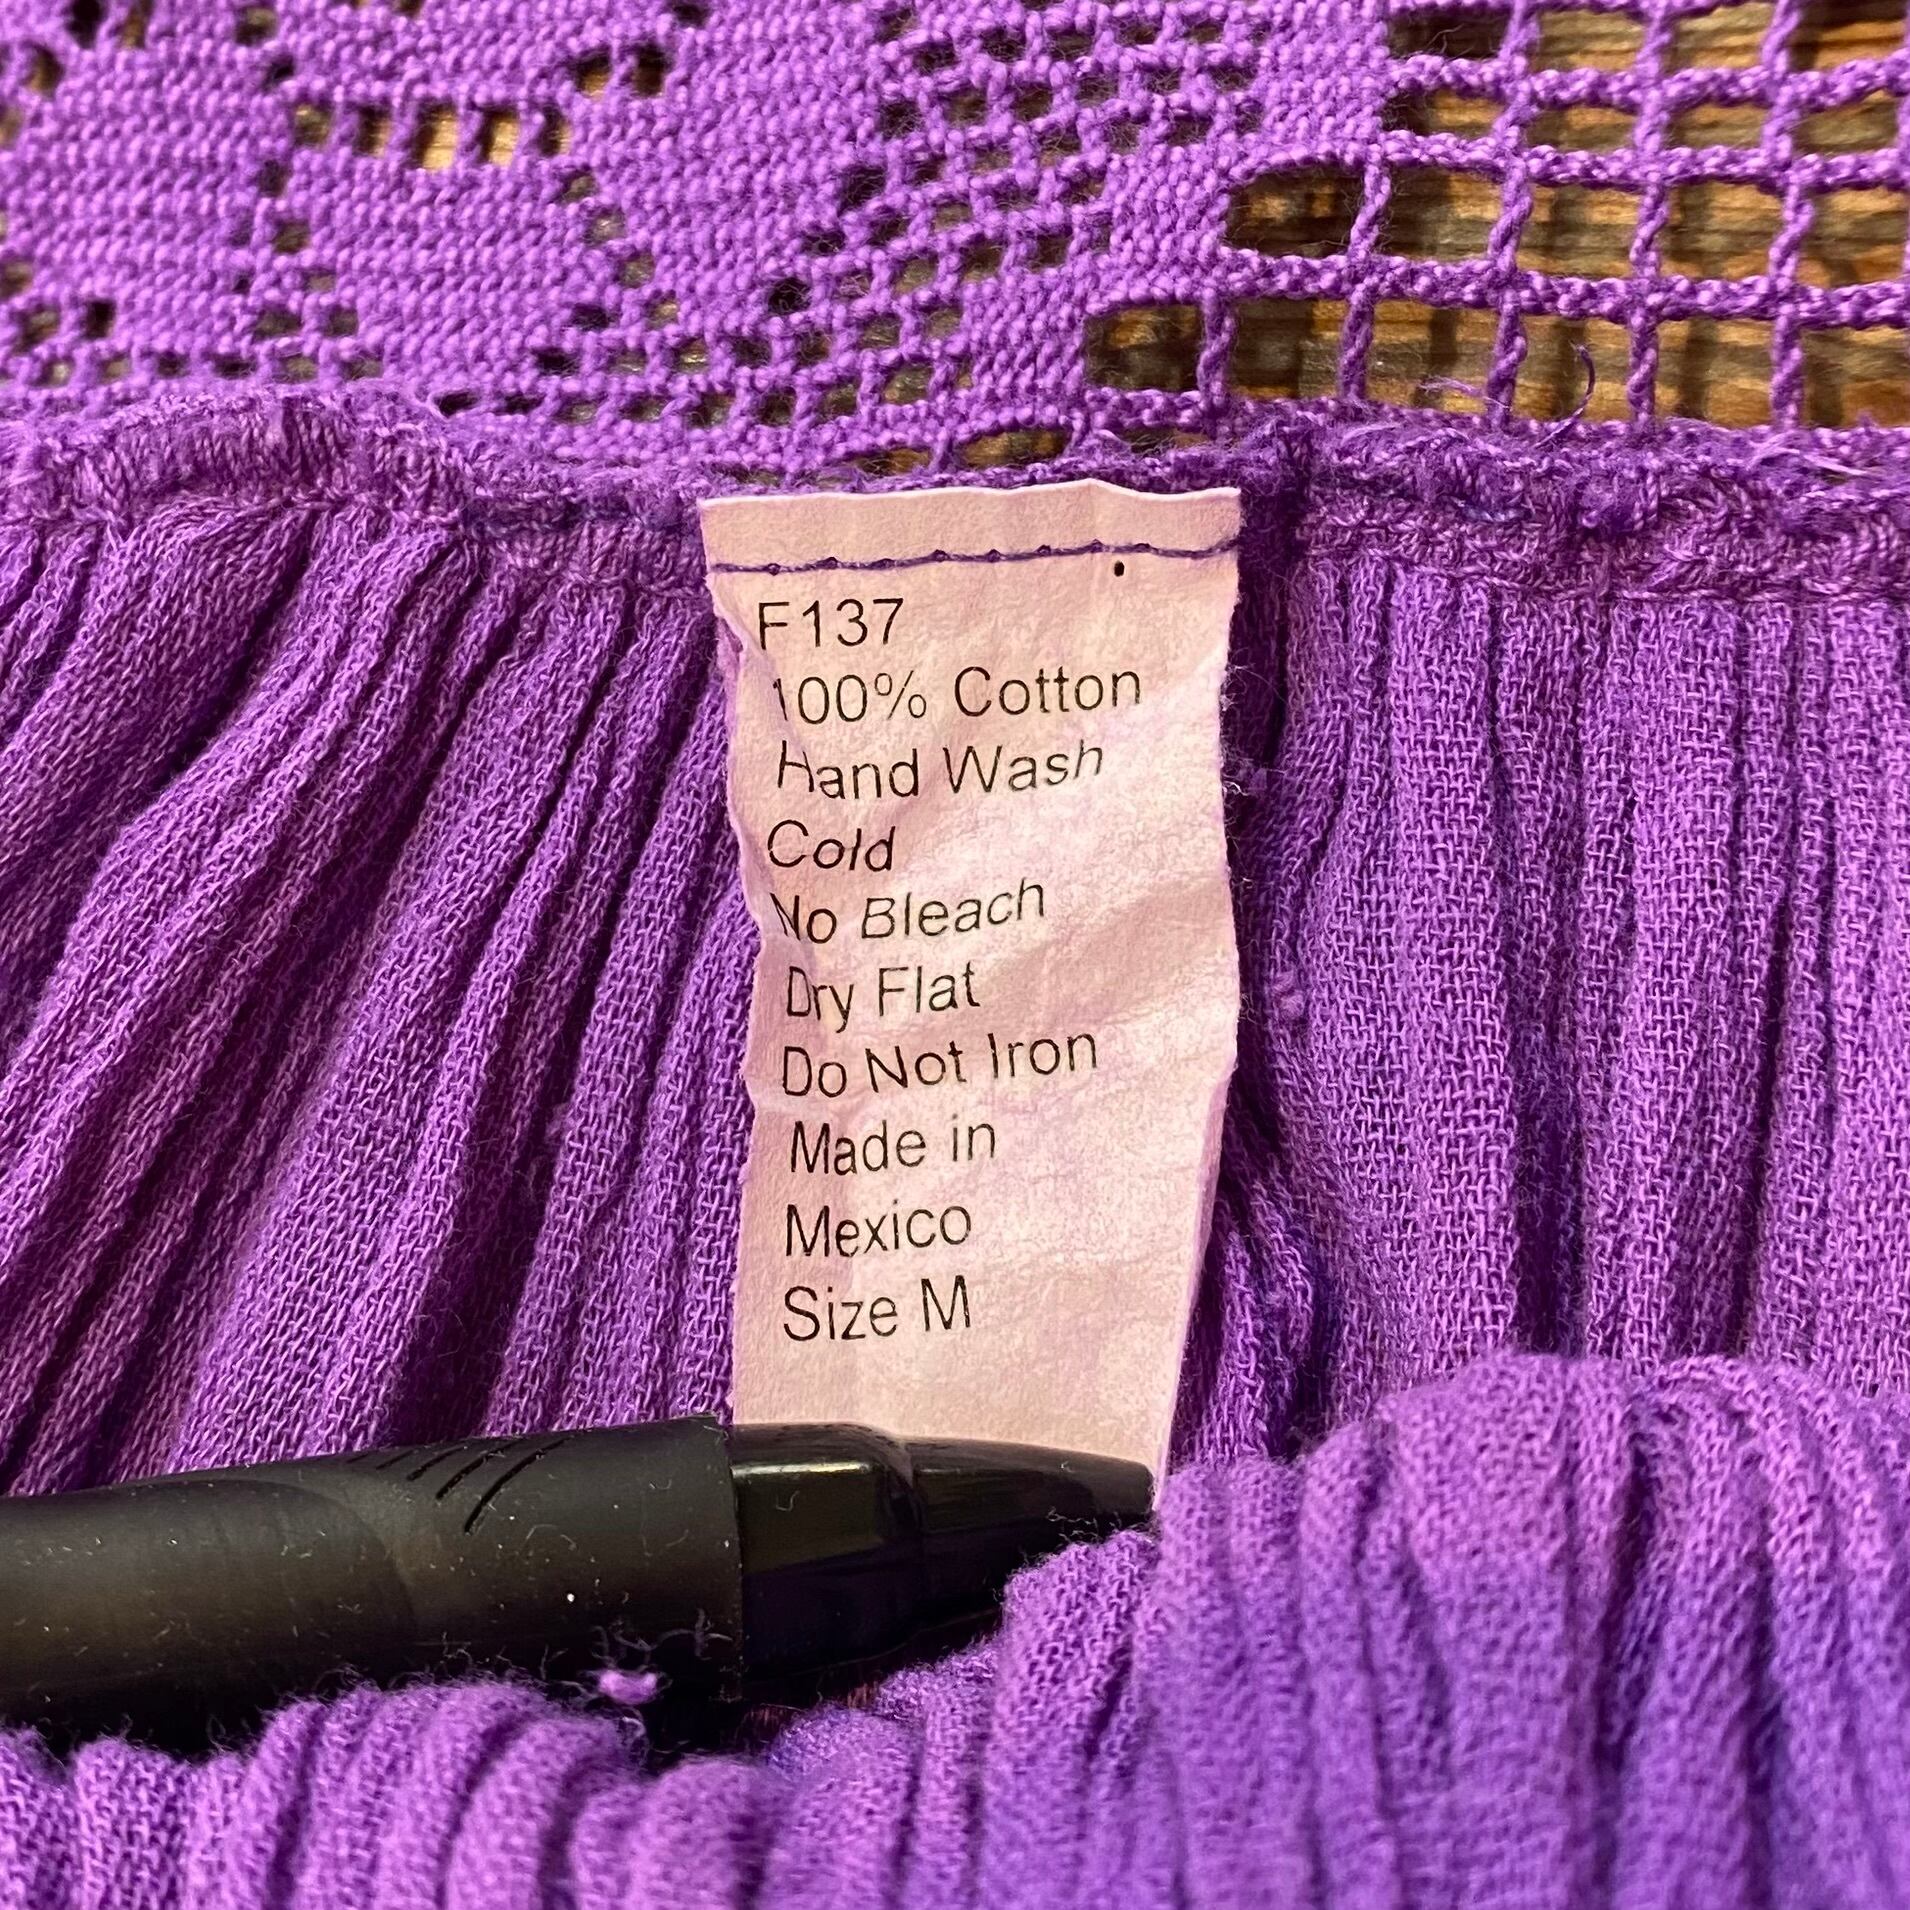 F137
100% Cotton
Hand Wash
Cold
No Bleach
Dry Flat
Do Not Iron
Made in
Mexico
Size M